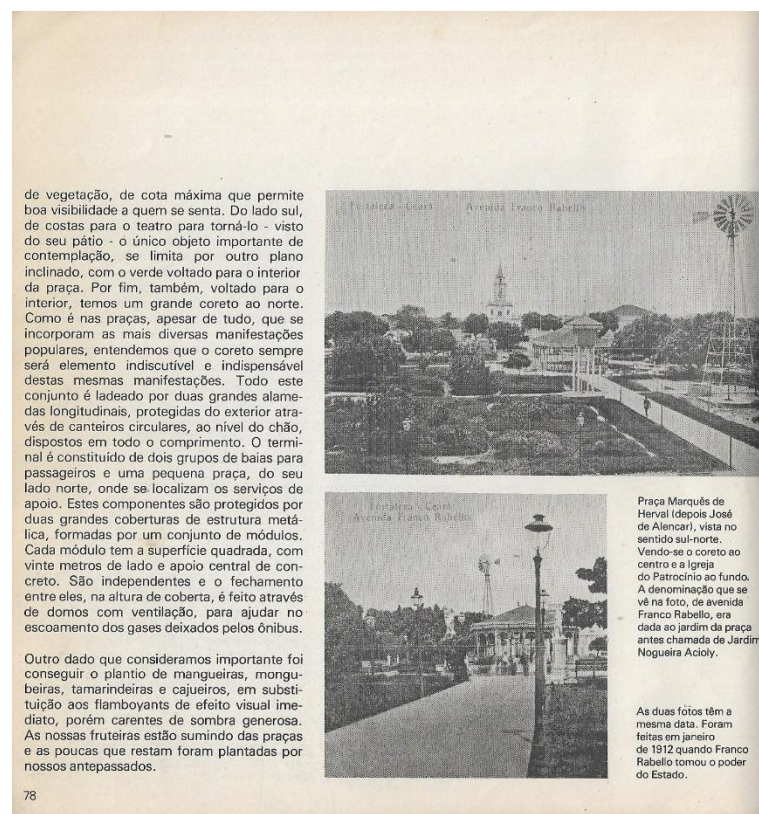 de vegetação, de cota máxima que permite
boa visibilidade a quem se senta. Do lado sul,
de costas para o teatro para torná-lo - visto
do seu pátio - o único objeto importante de
contemplação, se limita por outro plano
inclinado, com o verde voltado para o interior
da praça. Por fim, também, voltado para o
interior, temos um grande coreto ao norte.
Como é nas praças, apesar de tudo, que se
incorporam as mais diversas manifestações
populares, entendemos que o coreto sempre
será elemento indiscutível e indispensável
destas mesmas manifestações. Todo este
conjunto é ladeado por duas grandes alame-
das longitudinais, protegidas do exterior atra-
vés de canteiros circulares, ao nível do chão,
dispostos em todo o comprimento. O termi-
nal é constituído de dois grupos de baias para
passageiros e uma pequena praça, do seu
lado norte, onde se localizam os serviços de
apoio. Estes componentes são protegidos por
duas grandes coberturas de estrutura metá-
lica, formadas por um conjunto de módulos.
Cada módulo tem a superfície quadrada, com
vinte metros de lado e apoio central de con-
creto. São independentes e o fechamento
entre eles, na altura de coberta, é feito através
de domos com ventilação, para ajudar no
escoamento dos gases deixados pelos ônibus.
Outro dado que consideramos importante foi
conseguir o plantio de mangueiras, mongu-
beiras, tamarindeiras e cajueiros, em substi-
tuição aos flamboyants de efeito visual ime-
diato, porém carentes de sombra generosa.
As nossas fruteiras estão sumindo das praças
e as poucas que restam foram plantadas por
nossos antepassados.
78
Fortaleza - Ceará Avenida Franco Rabello
Fortaleza - Ceará
Avenida Franco Rabello
Praça Marquês de
Herval (depois José
de Alencar), vista no
sentido sul-norte.
Vendo-se o coreto ao
centro e a Igreja
do Patrocínio ao fundo.
A denominação que se
vê na foto, de avenida
Franco Rabello, era
dada ao jardim da praça
antes chamada de Jardim
Nogueira Acioly.
As duas fotos têm a
mesma data. Foram
feitas em janeiro
de 1912 quando Franco
Rabello tomou o poder
do Estado.